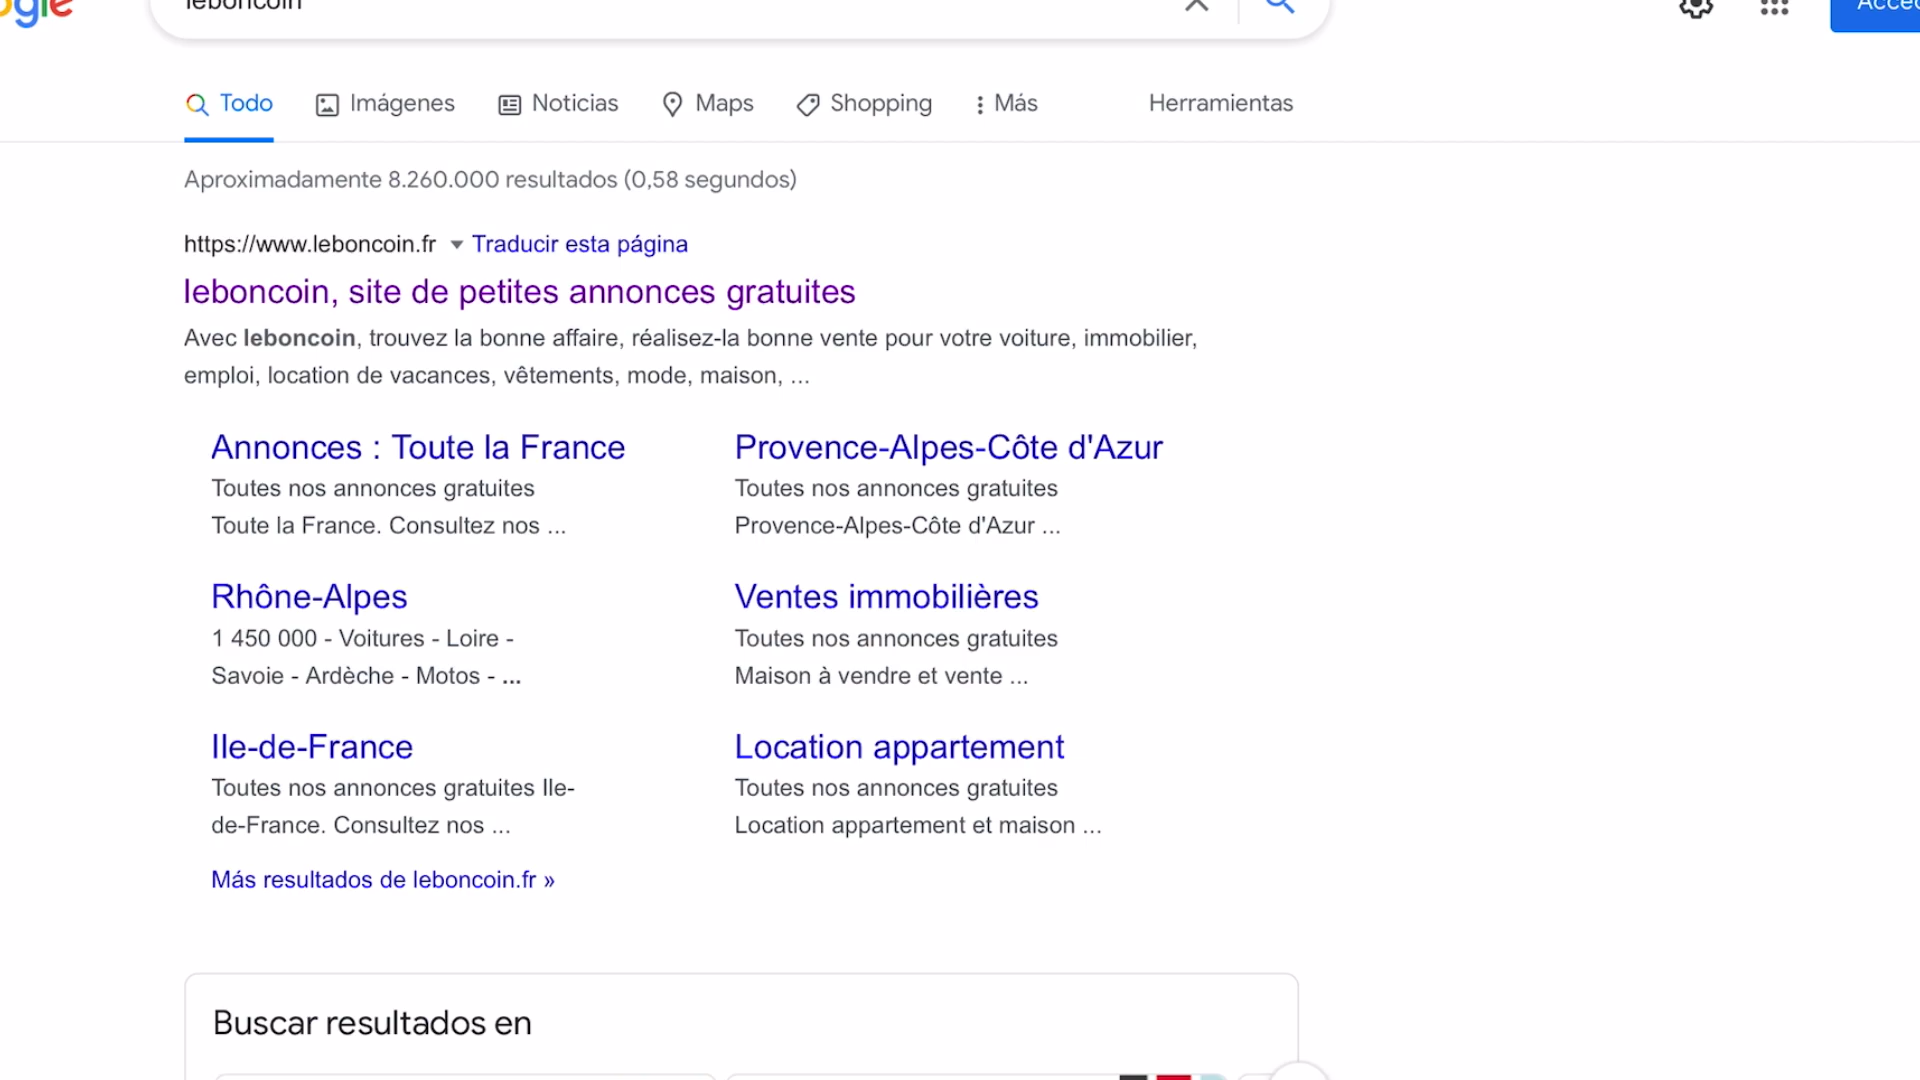 leboncoin
Todo
Imágenes
Noticias
Maps
Shopping
Más
Herramientas
Aproximadamente 8.260.000 resultados (0,58 segundos)
https://www.leboncoin.fr Traducir esta página
leboncoin, site de petites annonces gratuites
Avec leboncoin, trouvez la bonne affaire, réalisez-la bonne vente pour votre voiture, immobilier,
emploi, location de vacances, vêtements, mode, maison, ...
Annonces : Toute la France
Toutes nos annonces gratuites
Toute la France. Consultez nos ...
Provence-Alpes-Côte d'Azur
Toutes nos annonces gratuites
Provence-Alpes-Côte d'Azur ...
Rhône-Alpes
1 450 000 - Voitures - Loire -
Savoie - Ardèche - Motos - ...
Ventes immobilières
Toutes nos annonces gratuites
Maison à vendre et vente ...
Ile-de-France
Toutes nos annonces gratuites Ile-
de-France. Consultez nos ...
Location appartement
Toutes nos annonces gratuites
Location appartement et maison ...
Más resultados de leboncoin.fr »
Buscar resultados en